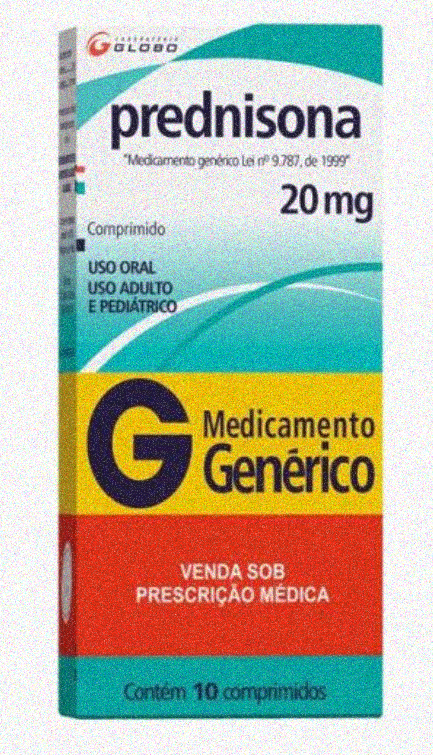 LABORATÓRIO
GLOBO
prednisona
"Medicamento genérico Lei nº 9.787, de 1999"
20 mg
Comprimido
USO ORAL
USO ADULTO
E PEDIÁTRICO
G Medicamento
Genérico
VENDA SOB
PRESCRIÇÃO MÉDICA
Contém 10 comprimidos